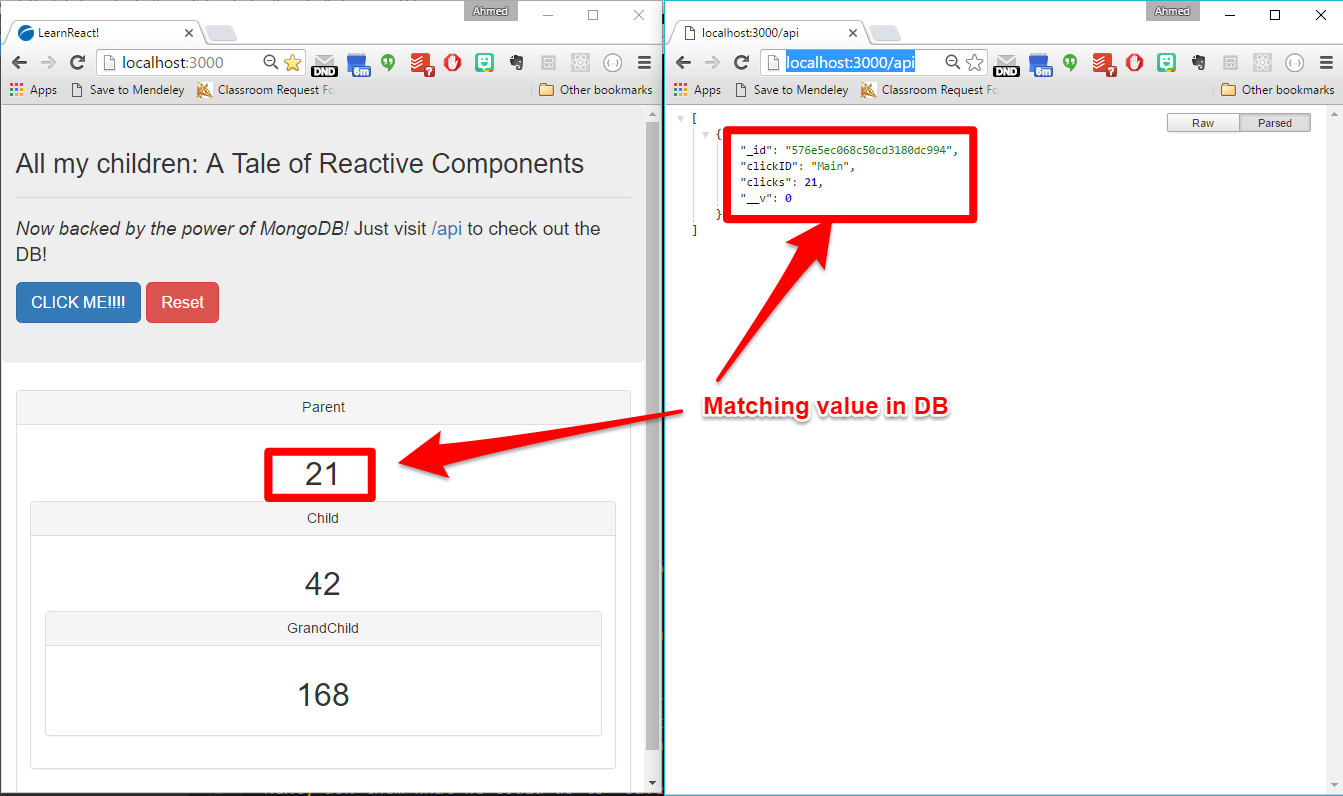 Ahmed
LearnReact!
localhost:3000
DND
6m
?
Apps
Save to Mendeley
Classroom Request Fo
Other bookmarks
All my children: A Tale of Reactive Components
Now backed by the power of MongoDB! Just visit /api to check out the
DB!
CLICK ME!!!!
Reset
Parent
21
Child
42
GrandChild
168
Ahmed
localhost:3000/api
localhost:3000/api
DND
6m
?
Apps
Save to Mendeley
Classroom Request Fo
Other bookmarks
Raw
Parsed
[
{
"_id": "576e5ec068c50cd3180dc994",
"clickID": "Main",
"clicks": 21,
"__v": 0
}
]
Matching value in DB